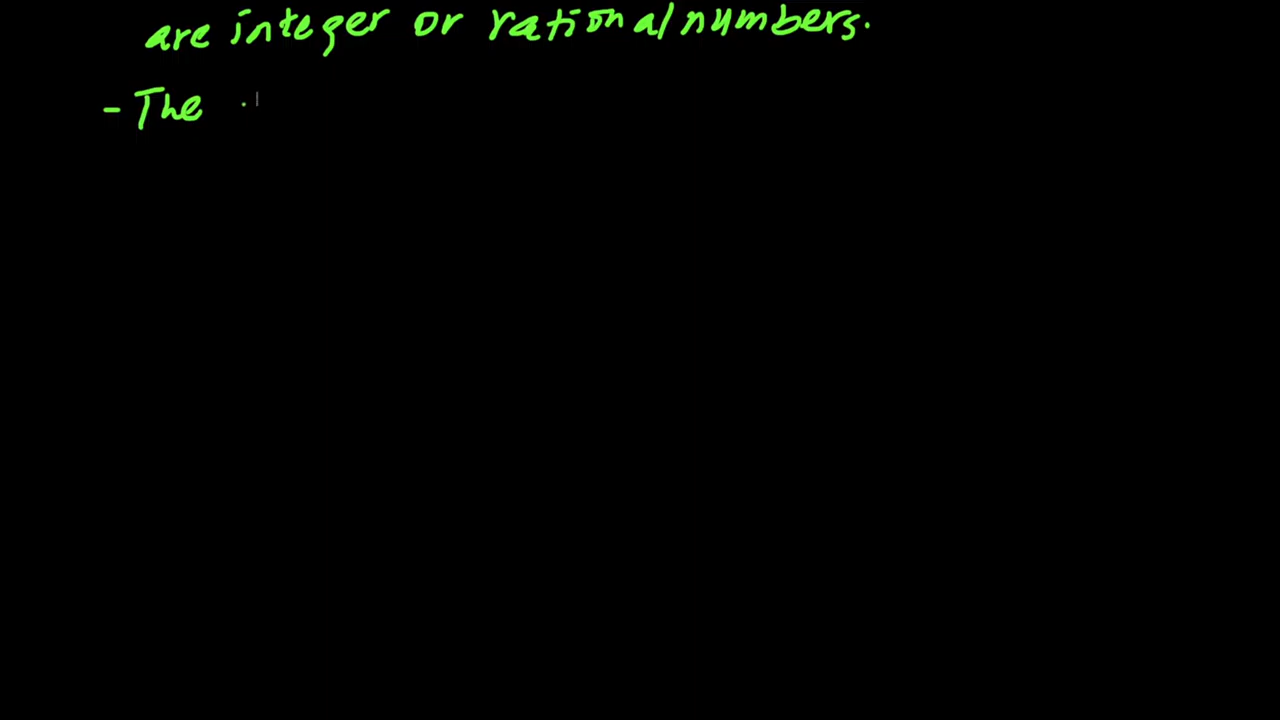 are integer or rational numbers.
- The